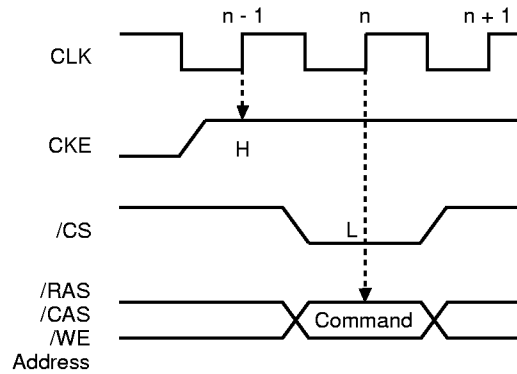 n - 1 n n + 1
CLK
CKE
H
/CS
L
/RAS
/CAS
Command
/WE
Address